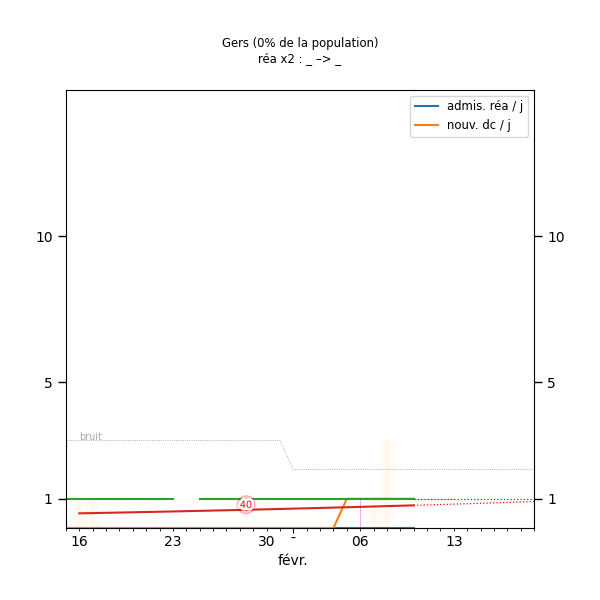 Gers (0% de la population)
réa x2 : _ –> _
admis. réa / j
nouv. dc / j
10 10
5 5
bruit
1 1
40
16 23 30 - 06 13
févr.